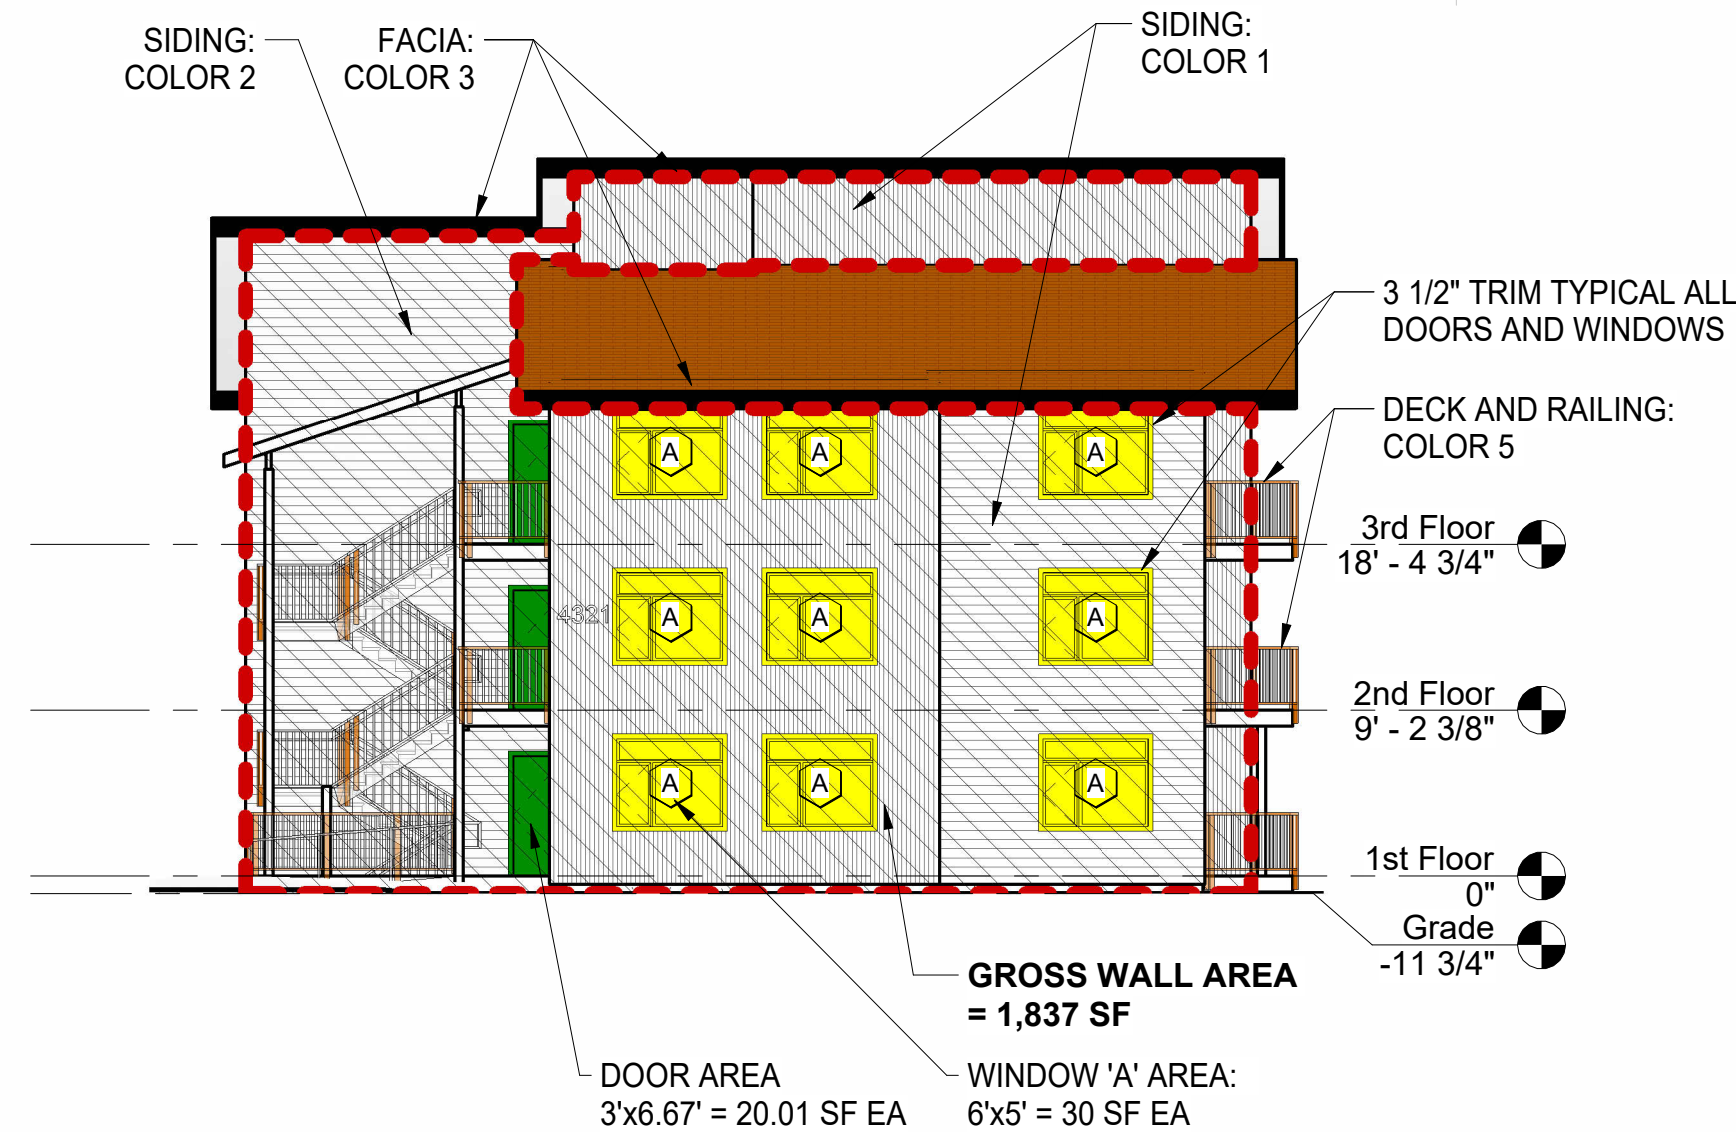 SIDING:
COLOR 2
FACIA:
COLOR 3
SIDING:
COLOR 1
3 1/2" TRIM TYPICAL ALL
DOORS AND WINDOWS
DECK AND RAILING:
COLOR 5
A
A
A
3rd Floor
18' - 4 3/4"
4321
A
A
A
2nd Floor
9' - 2 3/8"
A
A
A
1st Floor
0"
Grade
-11 3/4"
GROSS WALL AREA
= 1,837 SF
DOOR AREA
3'x6.67' = 20.01 SF EA
WINDOW 'A' AREA:
6'x5' = 30 SF EA